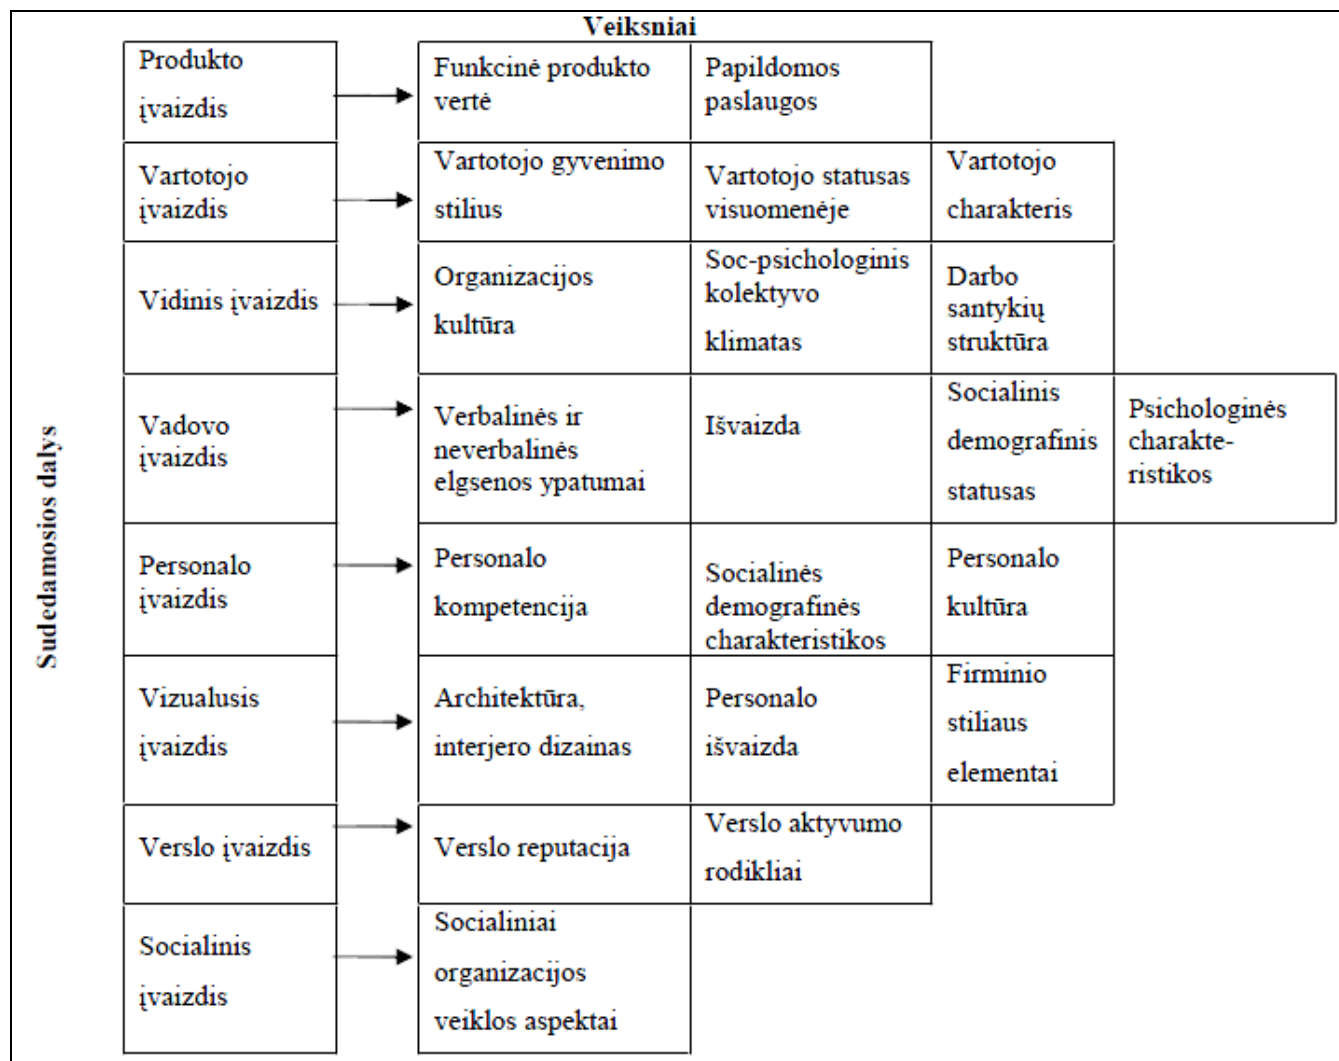 Veiksniai
Sudedamosios dalys
Produkto
įvaizdis
Funkcinė produkto
vertė
Papildomos
paslaugos
Vartotojo
įvaizdis
Vartotojo gyvenimo
stilius
Vartotojo statusas
visuomenėje
Vartotojo
charakteris
Vidinis įvaizdis
Organizacijos
kultūra
Soc-psichologinis
kolektyvo
klimatas
Darbo
santykių
struktūra
Vadovo
įvaizdis
Verbalinės ir
neverbalinės
elgsenos ypatumai
Išvaizda
Socialinis
demografinis
statusas
Psichologinės
charakte-
ristikos
Personalo
įvaizdis
Personalo
kompetencija
Socialinės
demografinės
charakteristikos
Personalo
kultūra
Vizualusis
įvaizdis
Architektūra,
interjero dizainas
Personalo
išvaizda
Firminio
stiliaus
elementai
Verslo įvaizdis
Verslo reputacija
Verslo aktyvumo
rodikliai
Socialinis
įvaizdis
Socialiniai
organizacijos
veiklos aspektai